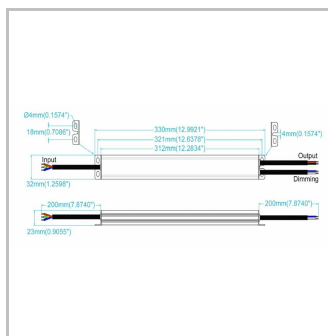 Ø4mm(0.1574")
18mm(0.7086")
330mm(12.9921)
321mm(12.6378")
312mm(12.2834)
4mm(0.1574")
Input
Output
Dimming
32mm(1.2598")
200mm(7.8740")
200mm(7.8740")
23mm(0.9055")